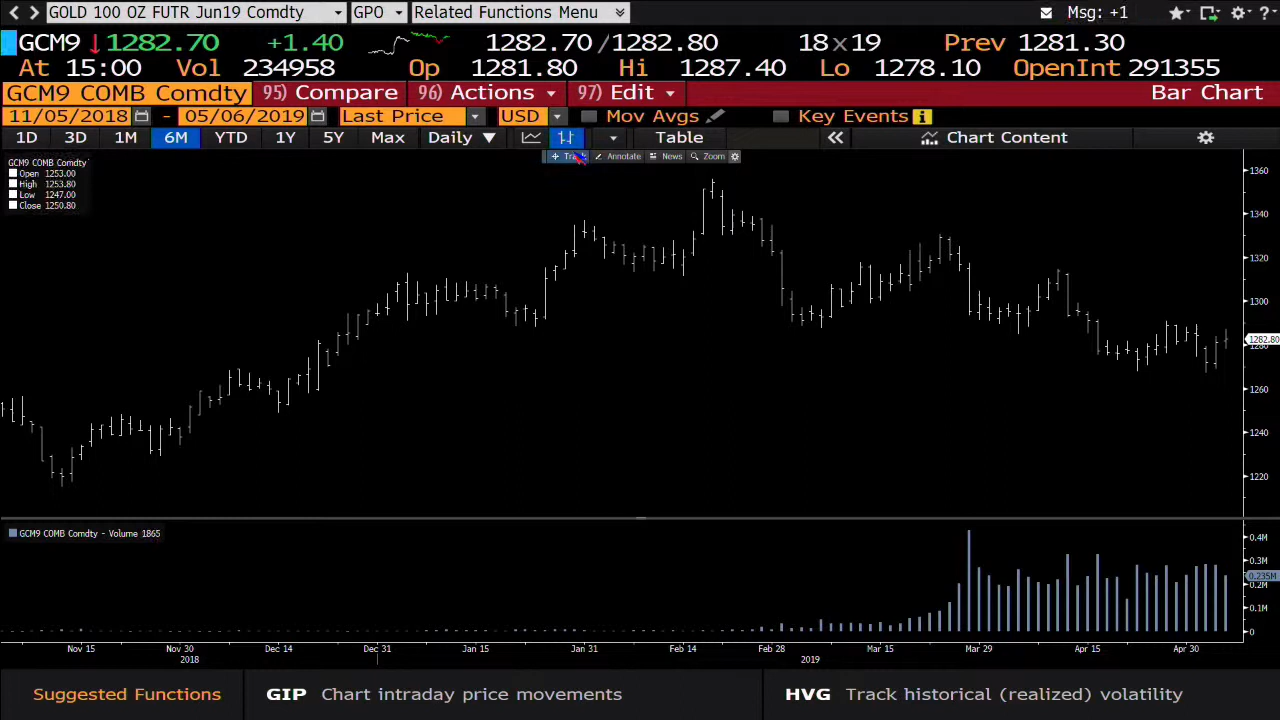 GOLD 100 OZ FUTR Jun19 Comdty GPO Related Functions Menu Msg: +1
GCM9 ↓1282.70 +1.40 1282.70/1282.80 18x19 Prev 1281.30
At 15:00 Vol 234958 Op 1281.80 Hi 1287.40 Lo 1278.10 OpenInt 291355
GCM9 COMB Comdty 95) Compare 96) Actions 97) Edit Bar Chart
11/05/2018 - 05/06/2019 Last Price USD Mov Avgs Key Events
1D 3D 1M 6M YTD 1Y 5Y Max Daily Table Chart Content
Annotate News Zoom
GCM9 COMB Comdty
Open 1253.00
High 1253.80
Low 1247.00
Close 1250.80
1360
1340
1320
1300
1282.80
1260
1240
1220
GCM9 COMB Comdty - Volume 1865
0.4M
0.3M
0.235M
0.2M
0.1M
0
Nov 15 Nov 30 Dec 14 Dec 31 Jan 15 Jan 31 Feb 14 Feb 28 Mar 15 Mar 29 Apr 15 Apr 30
2018 2019
Suggested Functions GIP Chart intraday price movements HVG Track historical (realized) volatility